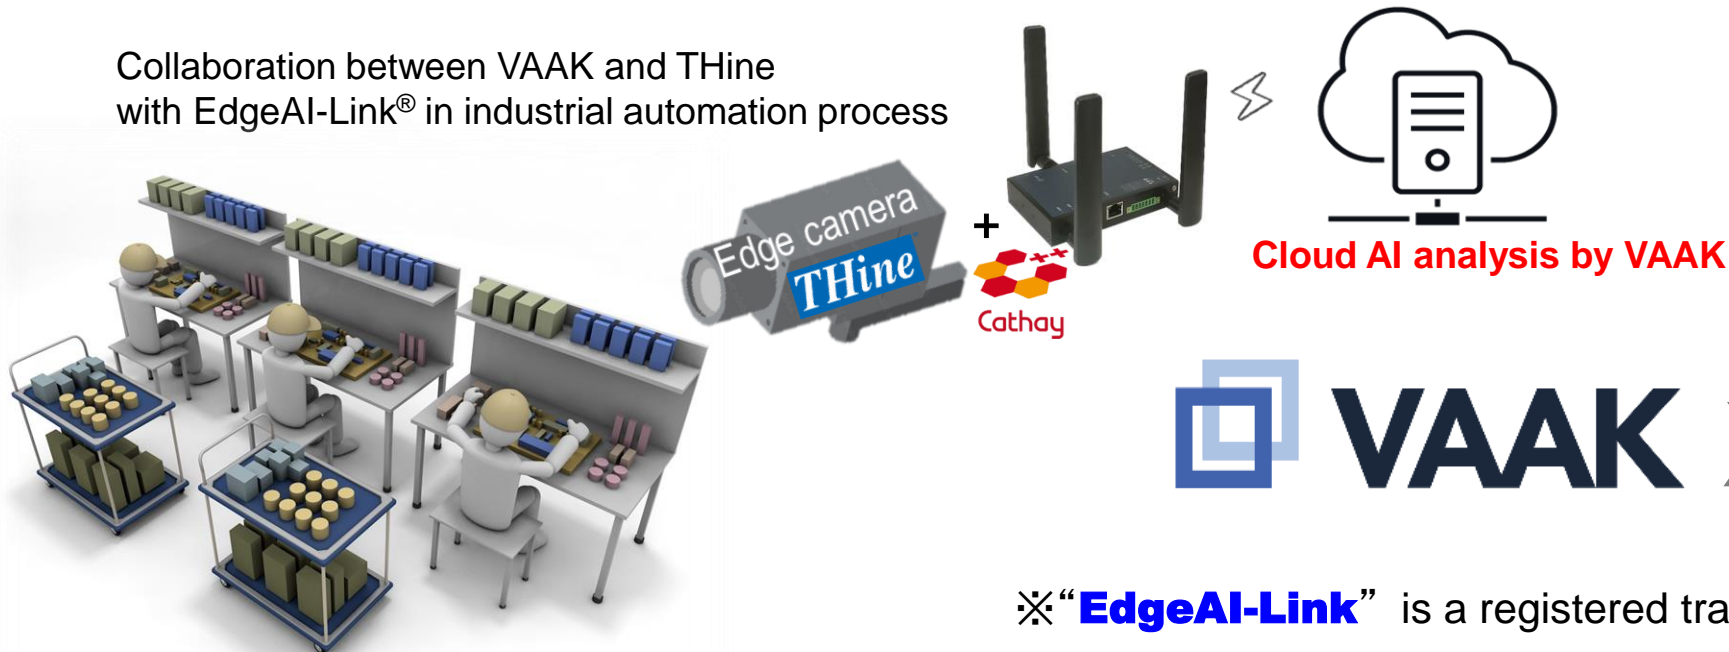 Collaboration between VAAK and THine
with EdgeAI-Link® in industrial automation process
Edge camera
THine
+
Cathay
Cloud AI analysis by VAAK
VAAK
※“EdgeAI-Link” is a registered